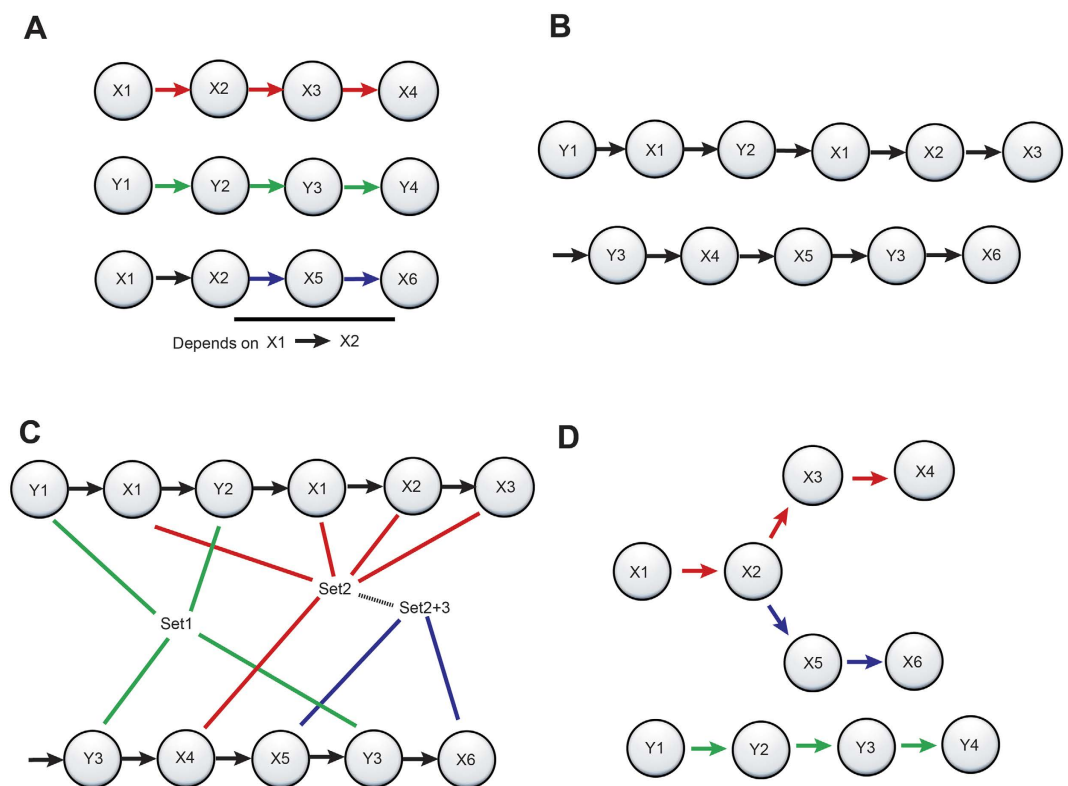 A
X1 X2 X3 X4
Y1 Y2 Y3 Y4
X1 X2 X5 X6
Depends on X1 X2
B
Y1 X1 Y2 X1 X2 X3
Y3 X4 X5 Y3 X6
C
Y1 X1 Y2 X1 X2 X3
Set2
Set2+3
Set1
Y3 X4 X5 Y3 X6
D
X3 X4
X1 X2
X5 X6
Y1 Y2 Y3 Y4